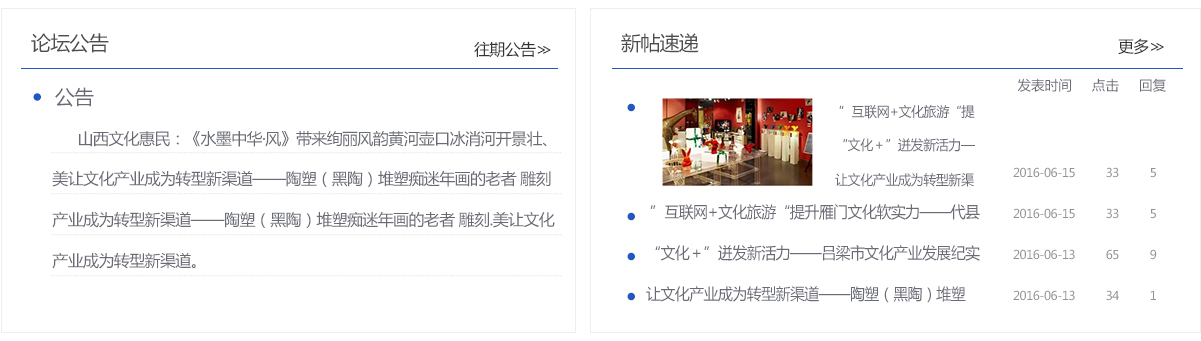 论坛公告
往期公告≫
公告
山西文化惠民：《水墨中华·风》带来绚丽风韵黄河壶口冰消河开景壮、
美让文化产业成为转型新渠道——陶塑（黑陶）堆塑痴迷年画的老者 雕刻
产业成为转型新渠道——陶塑（黑陶）堆塑痴迷年画的老者 雕刻.美让文化
产业成为转型新渠道。
新帖速递
更多≫
发表时间 点击 回复
”互联网+文化旅游“提
“文化＋”迸发新活力—
让文化产业成为转型新渠
2016-06-15 33 5
”互联网+文化旅游“提升雁门文化软实力——代县
2016-06-15 33 5
“文化＋”迸发新活力——吕梁市文化产业发展纪实
2016-06-13 65 9
让文化产业成为转型新渠道——陶塑（黑陶）堆塑
2016-06-13 34 1